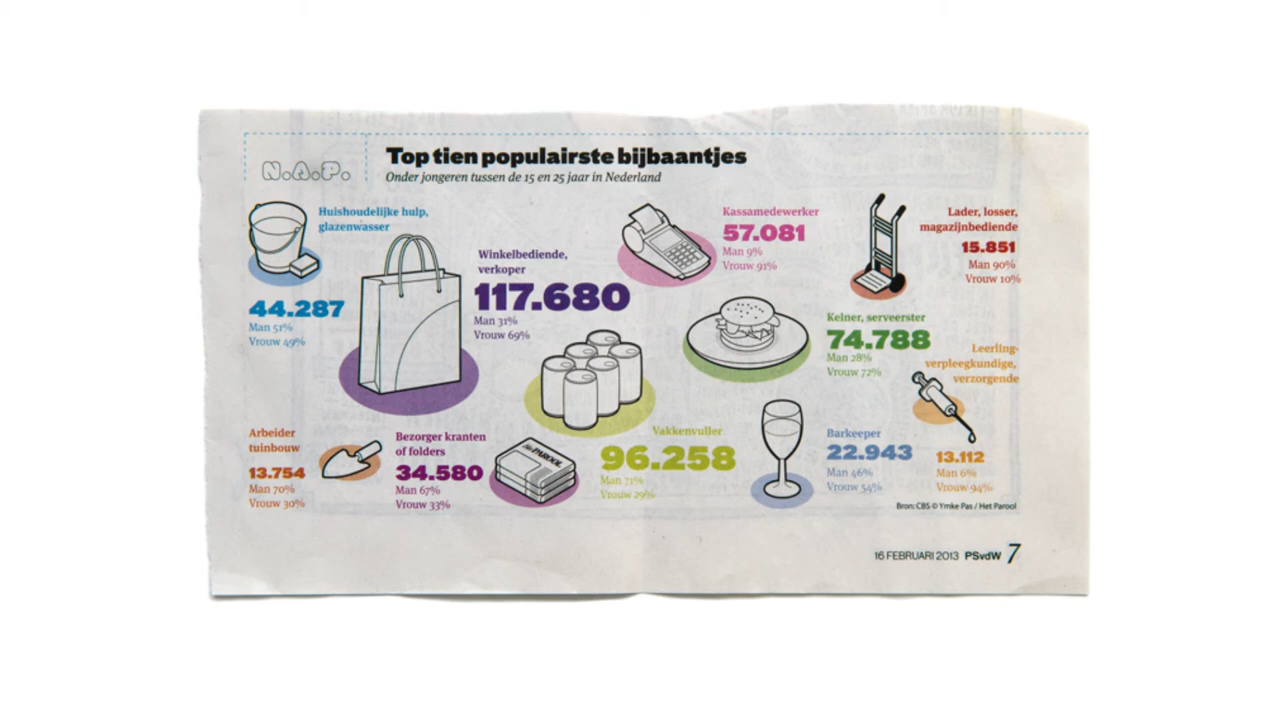 N.A.P.
Top tien populairste bijbaantjes
Onder jongeren tussen de 15 en 25 jaar in Nederland
Huishoudelijke hulp,
glazenwasser
44.287
Man 51%
Vrouw 49%
Winkelbediende,
verkoper
117.680
Man 31%
Vrouw 69%
Kassamedewerker
57.081
Man 9%
Vrouw 91%
Lader, losser,
magazijnbediende
15.851
Man 90%
Vrouw 10%
Kelner, serveerster
74.788
Man 28%
Vrouw 72%
Leerling-
verpleegkundige,
verzorgende
13.112
Man 6%
Vrouw 94%
Arbeider
tuinbouw
13.754
Man 70%
Vrouw 30%
Bezorger kranten
of folders
34.580
Man 67%
Vrouw 33%
PAROOL
Vakkenvuller
96.258
Man 71%
Vrouw 29%
Barkeeper
22.943
Man 46%
Vrouw 54%
Bron: CBS © Ymke Pas / Het Parool
16 FEBRUARI 2013 PSvdW 7